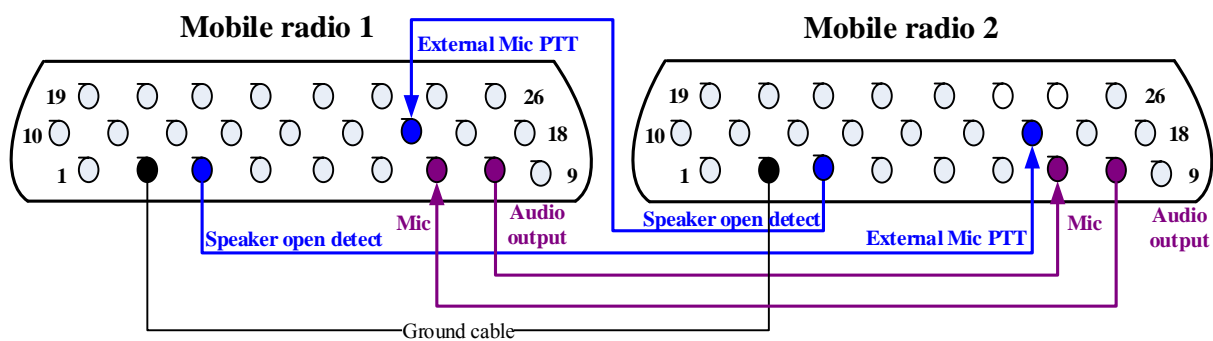 Mobile radio 1
Mobile radio 2
External Mic PTT
19
26
19
26
10
18
10
18
1
9
1
9
Mic
Audio
output
Speaker open detect
Speaker open detect
External Mic PTT
Mic
Audio
output
Ground cable